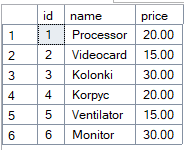 id name price
1 1 Processor 20.00
2 2 Videocard 15.00
3 3 Kolonki 30.00
4 4 Korpyc 20.00
5 5 Ventilator 15.00
6 6 Monitor 30.00